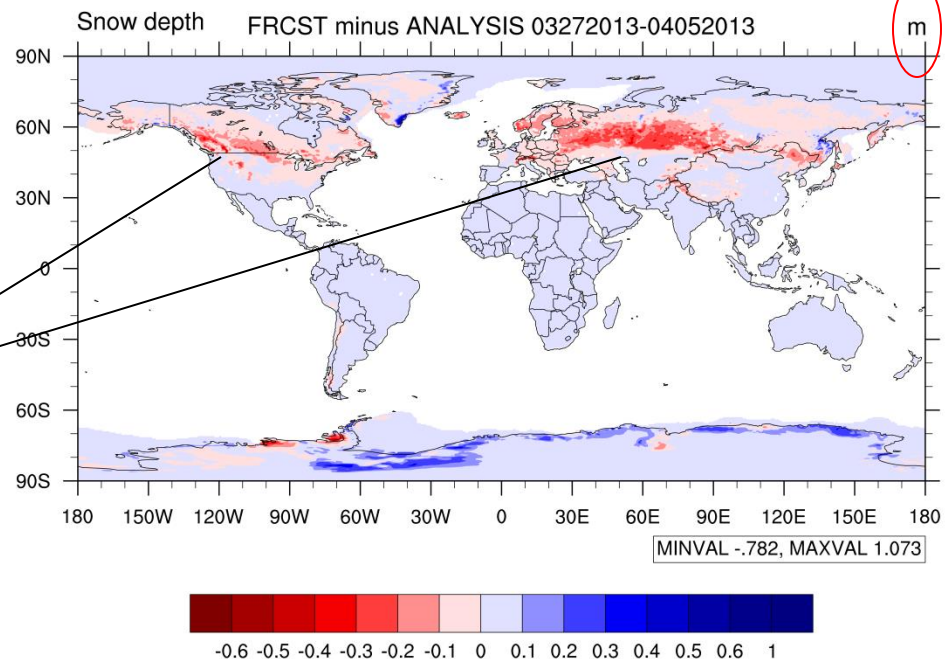 Snow depth FRCST minus ANALYSIS 03272013-04052013 m
90N
60N
30N
0
30S
60S
90S
180 150W 120W 90W 60W 30W 0 30E 60E 90E 120E 150E 180
MINVAL -.782, MAXVAL 1.073
-0.6 -0.5 -0.4 -0.3 -0.2 -0.1 0 0.1 0.2 0.3 0.4 0.5 0.6 1